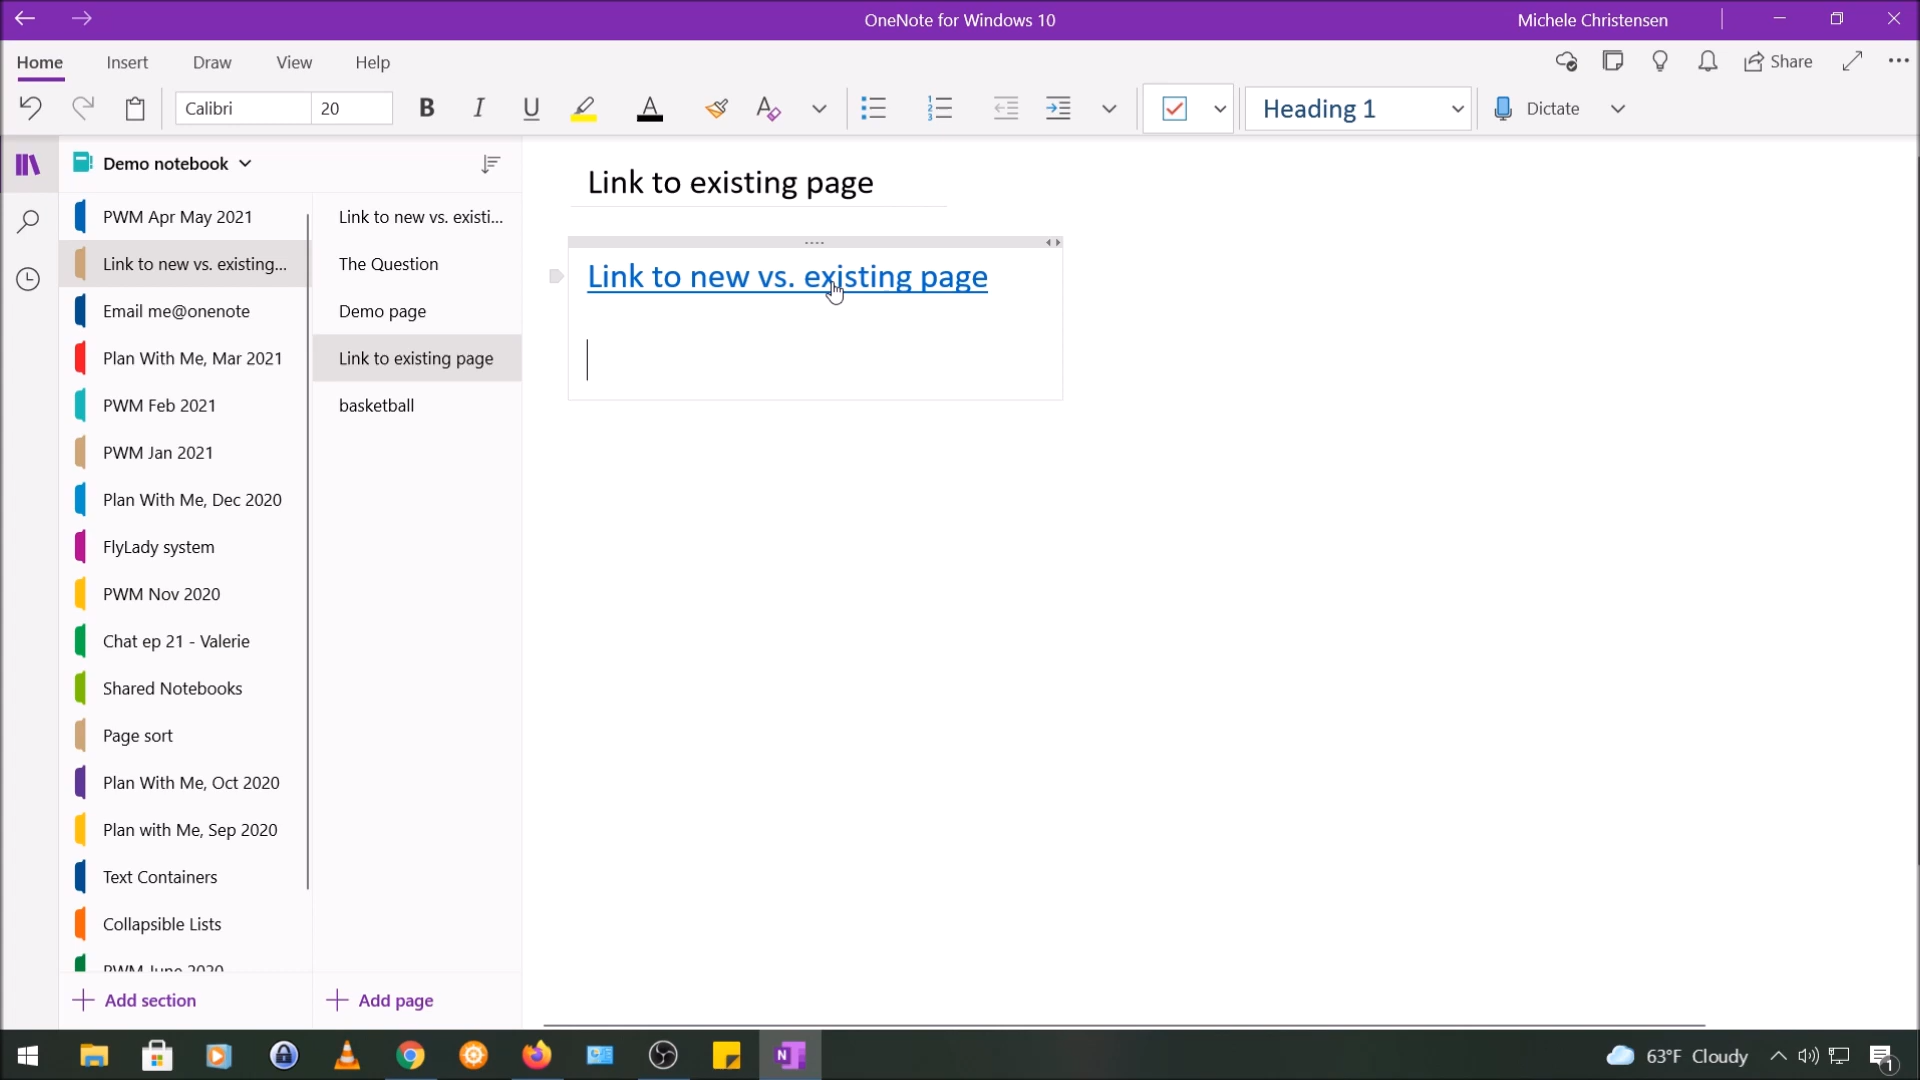 OneNote for Windows 10
Michele Christensen
Home Insert Draw View Help
Share
Calibri 20 B I U A Heading 1 Dictate
Demo notebook
PWM Apr May 2021
Link to new vs. existing...
Email me@onenote
Plan With Me, Mar 2021
PWM Feb 2021
PWM Jan 2021
Plan With Me, Dec 2020
FlyLady system
PWM Nov 2020
Chat ep 21 - Valerie
Shared Notebooks
Page sort
Plan With Me, Oct 2020
Plan with Me, Sep 2020
Text Containers
Collapsible Lists
PWM June 2020
Add section
Link to new vs. existi...
The Question
Demo page
Link to existing page
basketball
Add page
Link to existing page
Link to new vs. existing page
63°F Cloudy
1